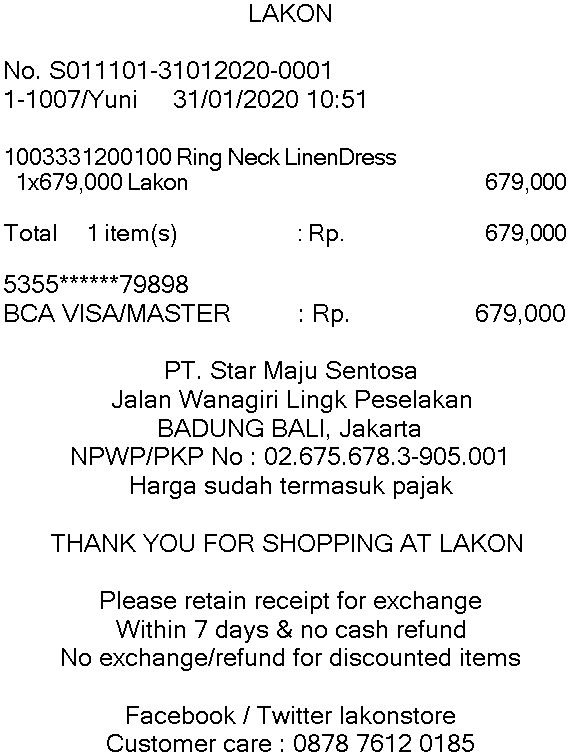 LAKON
No. S011101-31012020-0001
1-1007/Yuni 31/01/2020 10:51
1003331200100 Ring Neck LinenDress
1x679,000 Lakon 679,000
Total 1 item(s) : Rp. 679,000
5355******79898
BCA VISA/MASTER : Rp. 679,000
PT. Star Maju Sentosa
Jalan Wanagiri Lingk Peselakan
BADUNG BALI, Jakarta
NPWP/PKP No : 02.675.678.3-905.001
Harga sudah termasuk pajak
THANK YOU FOR SHOPPING AT LAKON
Please retain receipt for exchange
Within 7 days & no cash refund
No exchange/refund for discounted items
Facebook / Twitter lakonstore
Customer care : 0878 7612 0185